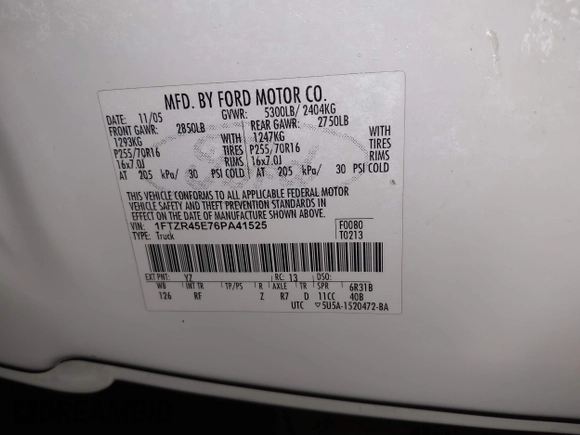 MFD. BY FORD MOTOR CO.
DATE: 11/05 GVWR: 5300LB/ 2404KG
FRONT GAWR: 2850LB REAR GAWR: 2750LB
1293KG WITH 1247KG WITH
P255/70R16 TIRES P255/70R16 TIRES
16x7.0J RIMS 16x7.0J RIMS
AT 205 kPa/ 30 PSI COLD AT 205 kPa/ 30 PSI COLD
THIS VEHICLE CONFORMS TO ALL APPLICABLE FEDERAL MOTOR
VEHICLE SAFETY AND THEFT PREVENTION STANDARDS IN
EFFECT ON THE DATE OF MANUFACTURE SHOWN ABOVE.
VIN: 1FTZR45E76PA41525 F0080
TYPE: Truck T0213
EXT PNT: YZ RC: 13 DSO:
WB INT TR TP/PS R AXLE TR SPR 6R31B
126 RF Z R7 D 11CC 40B
UTC ▽5U5A-1520472-BA